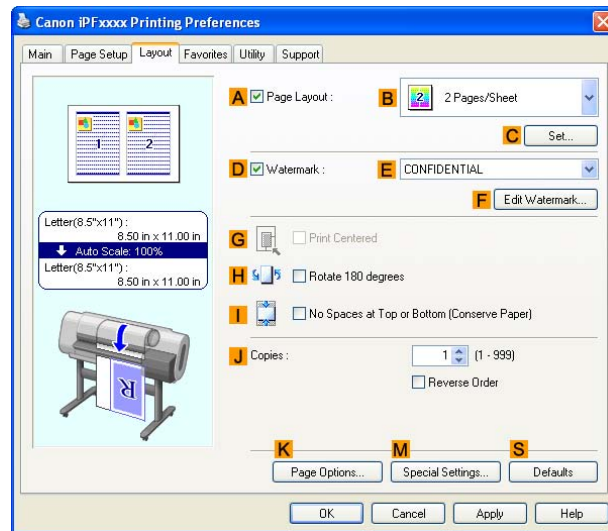 Canon iPFxxxx Printing Preferences
Main Page Setup Layout Favorites Utility Support
1 2
Letter(8.5"x11") :
8.50 in x 11.00 in
Auto Scale: 100%
Letter(8.5"x11") :
8.50 in x 11.00 in
R
A Page Layout : B 2 2 Pages/Sheet
C Set...
D Watermark : E CONFIDENTIAL
F Edit Watermark...
G Print Centered
H Rotate 180 degrees
I No Spaces at Top or Bottom (Conserve Paper)
J Copies : 1 (1 - 999)
Reverse Order
K M S
Page Options... Special Settings... Defaults
OK Cancel Apply Help